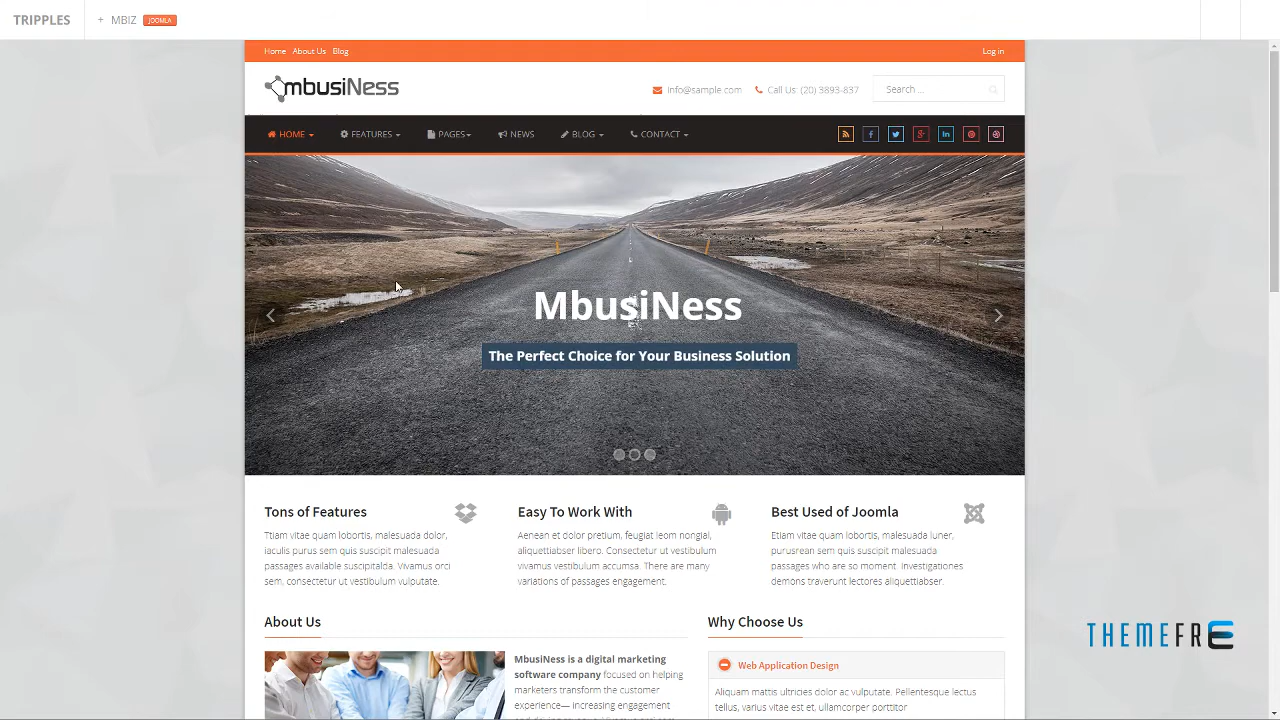 TRIPPLES
+ MBIZ JOOMLA
Home About Us Blog
Log in
mbusiNess
info@sample.com
Call Us: (20) 3893-837
Search ...
HOME
FEATURES
PAGES
NEWS
BLOG
CONTACT
MbusiNess
The Perfect Choice for Your Business Solution
Tons of Features
Ttiam vitae quam lobortis, malesuada dolor,
iaculis purus sem quis suscipit malesuada
passages available suscipitalda. Vivamus orci
sem, consectetur ut vestibulum vulputate.
Easy To Work With
Aenean et dolor pretium, feugiat leom nongial,
aliquettiabser libero. Consectetur ut vestibulum
vivamus vestibulum accumsa. There are many
variations of passages engagement.
Best Used of Joomla
Etiam vitae quam lobortis, malesuada luner,
purusrean sem quis suscipit malesuada
passages who are so moment. Investigationes
demons traverunt lectores aliquettiabser.
About Us
MbusiNess is a digital marketing
software company focused on helping
marketers transform the customer
experience— increasing engagement
Why Choose Us
Web Application Design
Aliquam mattis ultricies dolor ac vulputate. Pellentesque lectus
tellus, varius vitae est et, ullamcorper porttitor
THEMEFRE